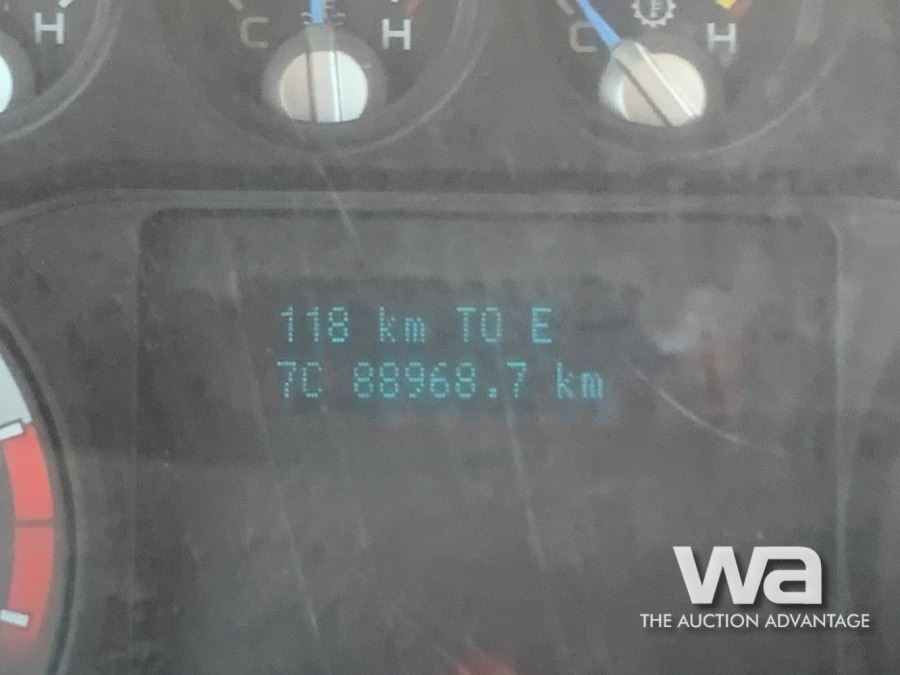 H
C H
C H
118 km TO E
7C 88968.7 km
wa
THE AUCTION ADVANTAGE